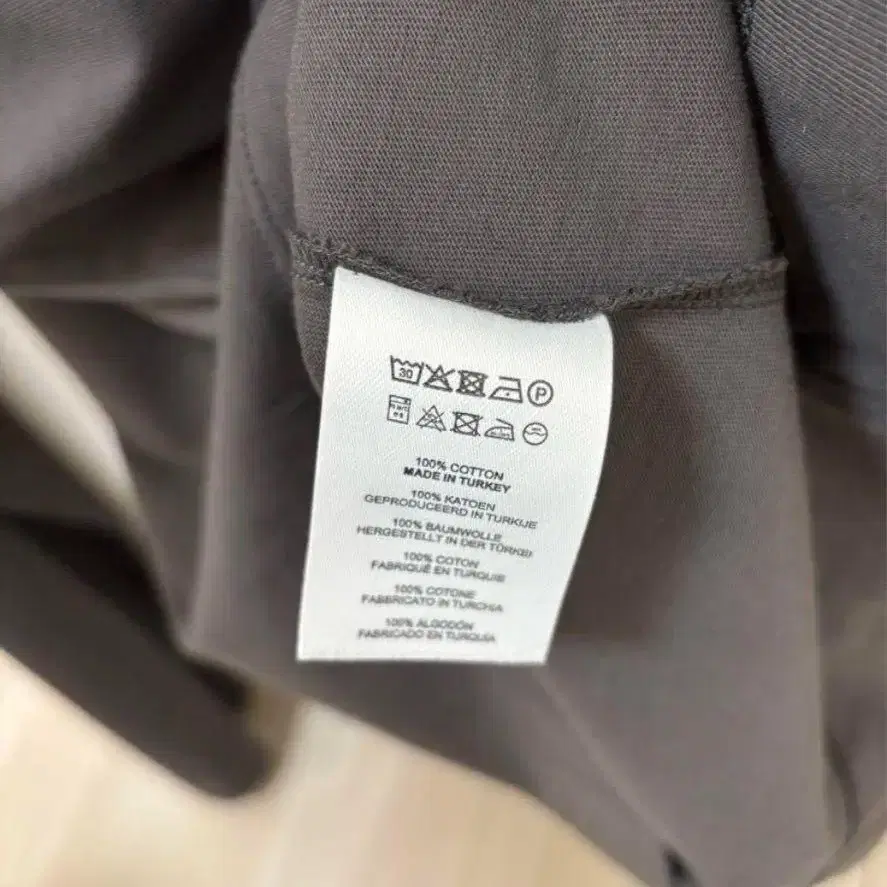 30 P
100% COTTON
MADE IN TURKEY
100% KATOEN
GEPRODUCEERD IN TURKIJE
100% BAUMWOLLE
HERGESTELLT IN DER TÜRKEI
100% COTON
FABRIQUÉ EN TURQUIE
100% COTONE
FABBRICATO IN TURCHIA
100% ALGODÓN
FABRICADO EN TURQUÍA